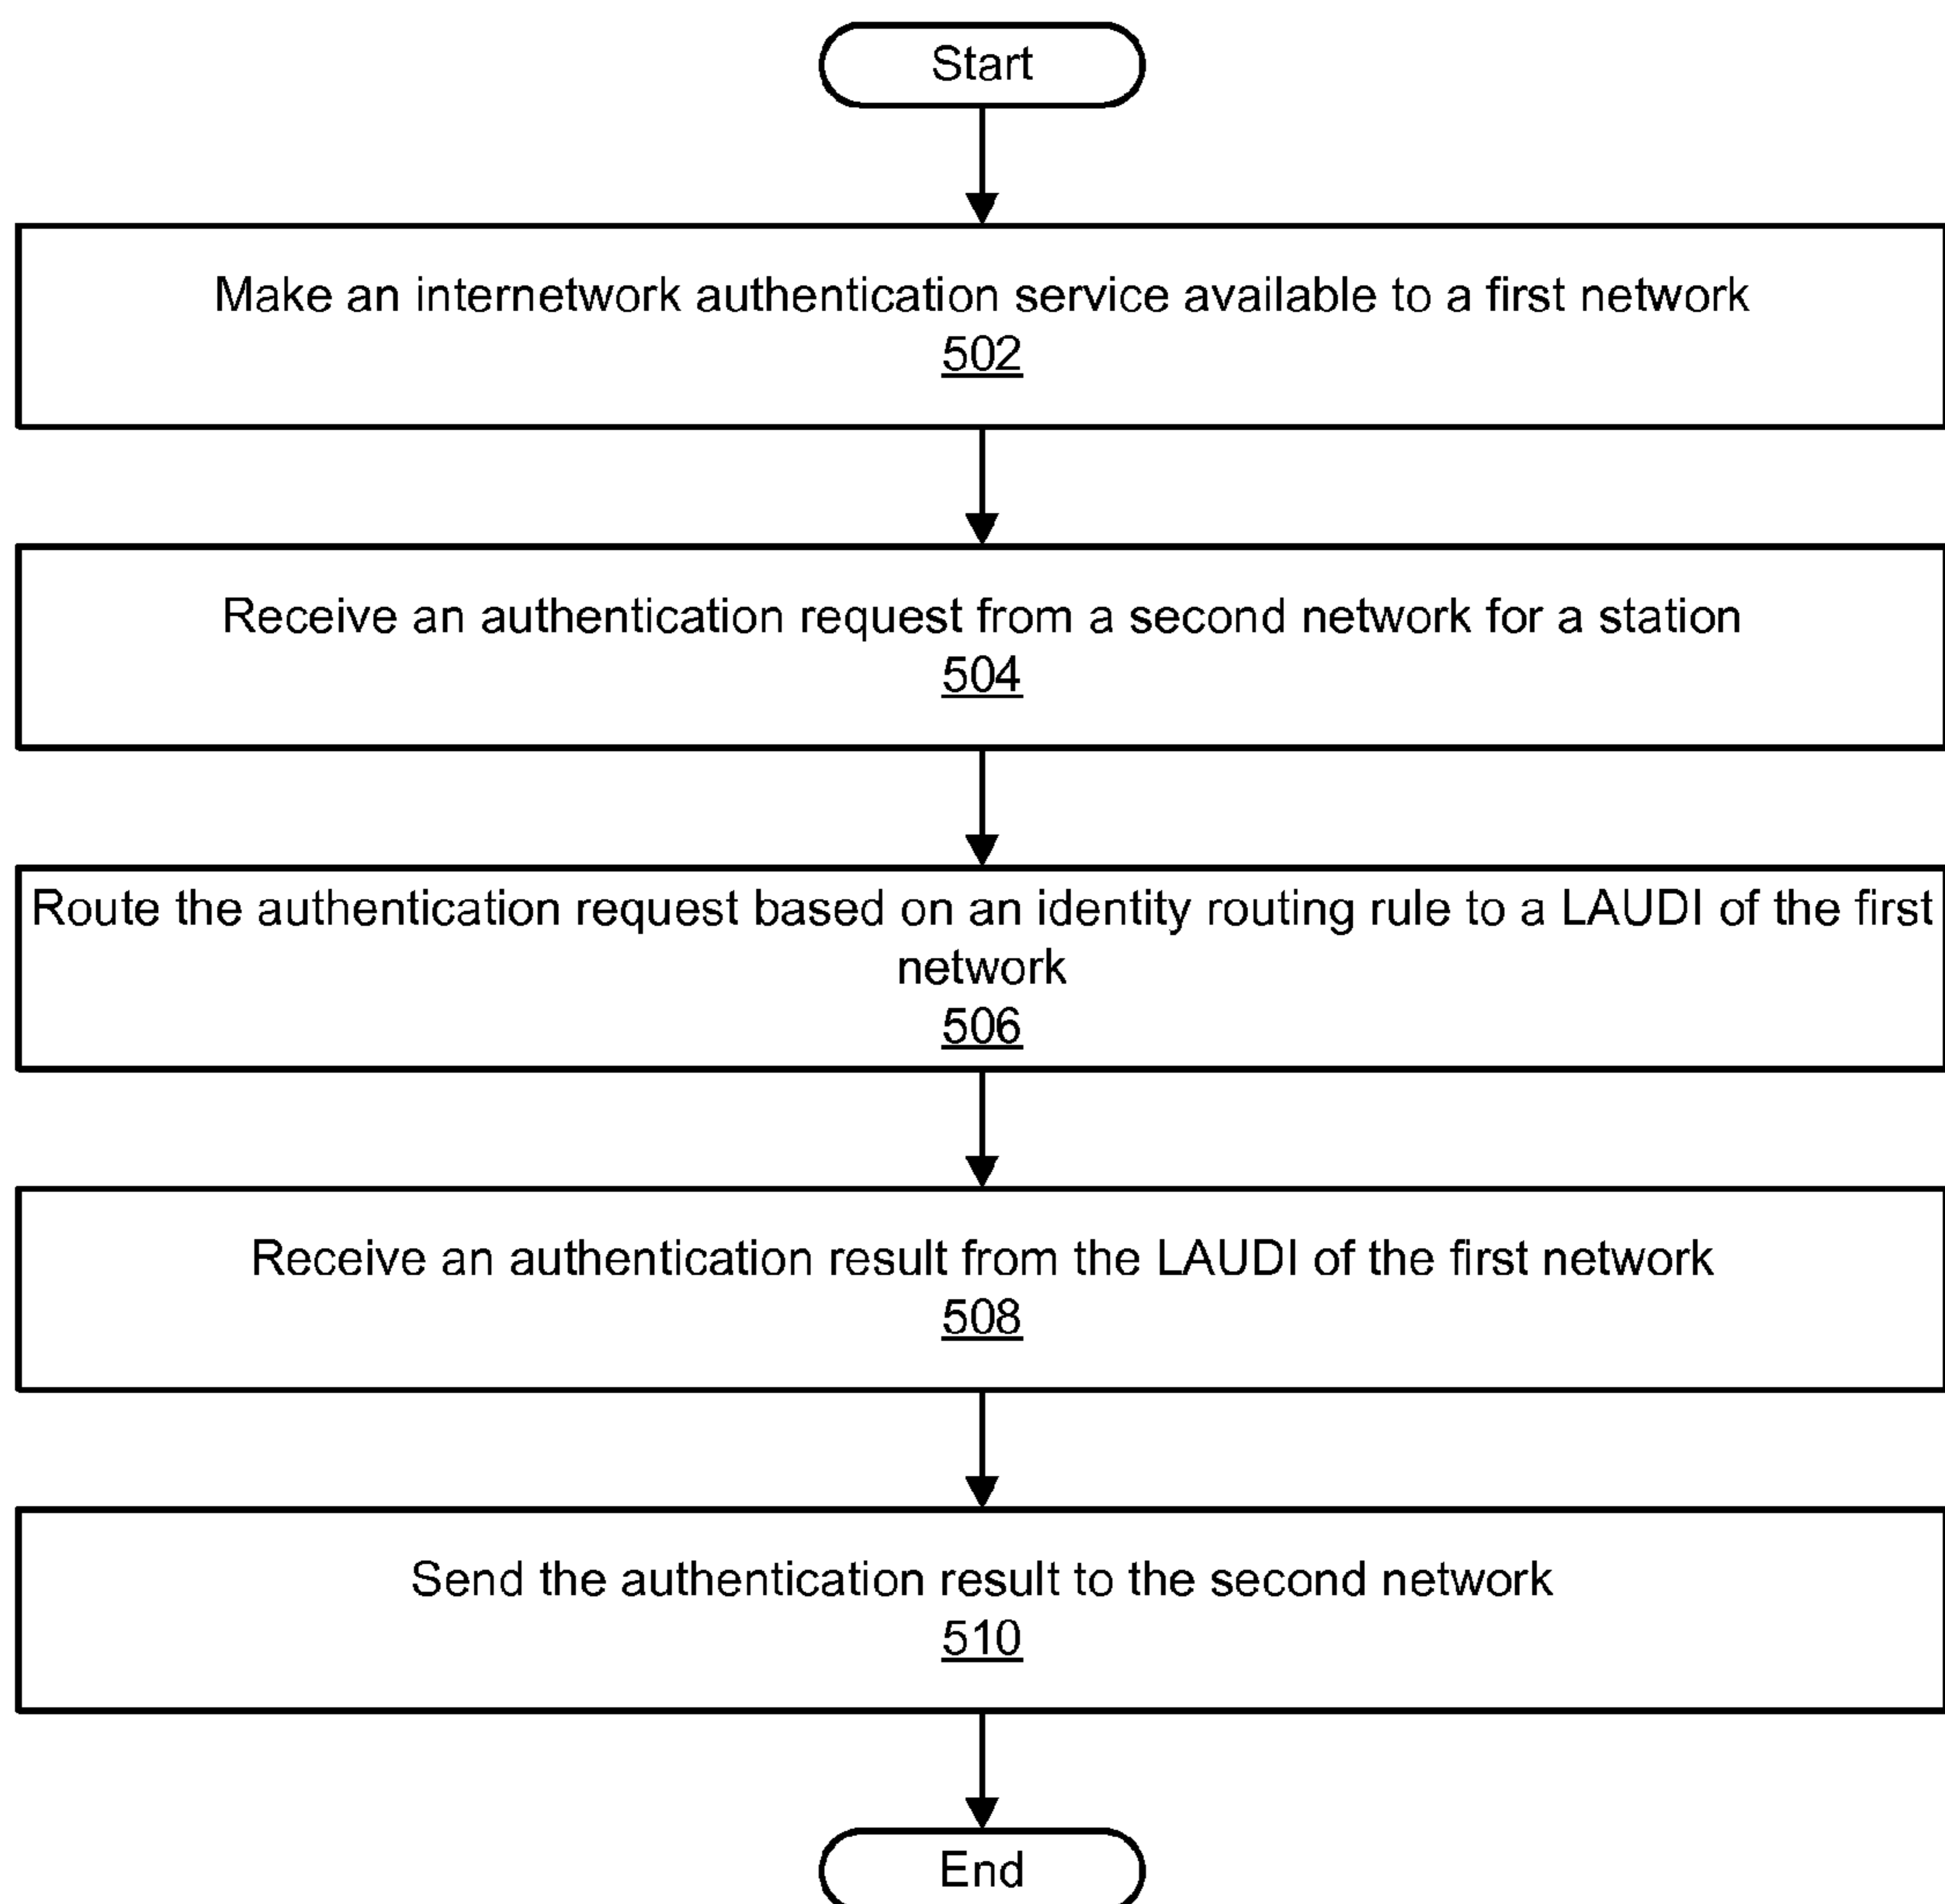 Start
Make an internetwork authentication service available to a first network
502
Receive an authentication request from a second network for a station
504
Route the authentication request based on an identity routing rule to a LAUDI of the first
network
506
Receive an authentication result from the LAUDI of the first network
508
Send the authentication result to the second network
510
End